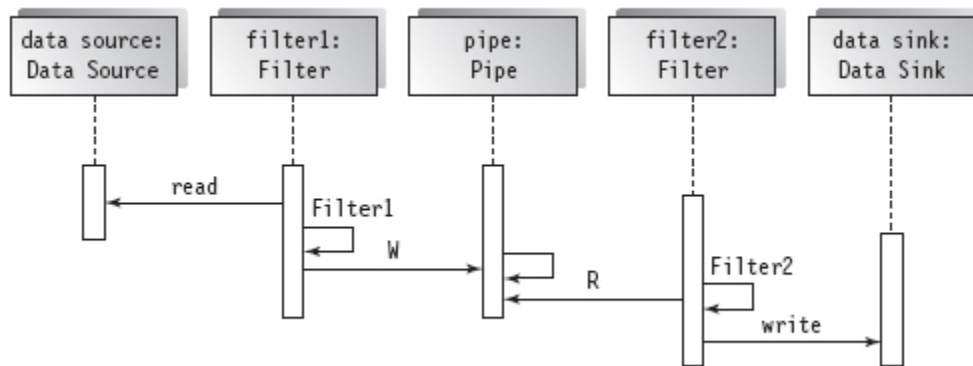 data source:
Data Source
filter1:
Filter
pipe:
Pipe
filter2:
Filter
data sink:
Data Sink
read
Filter1
W
R
Filter2
write